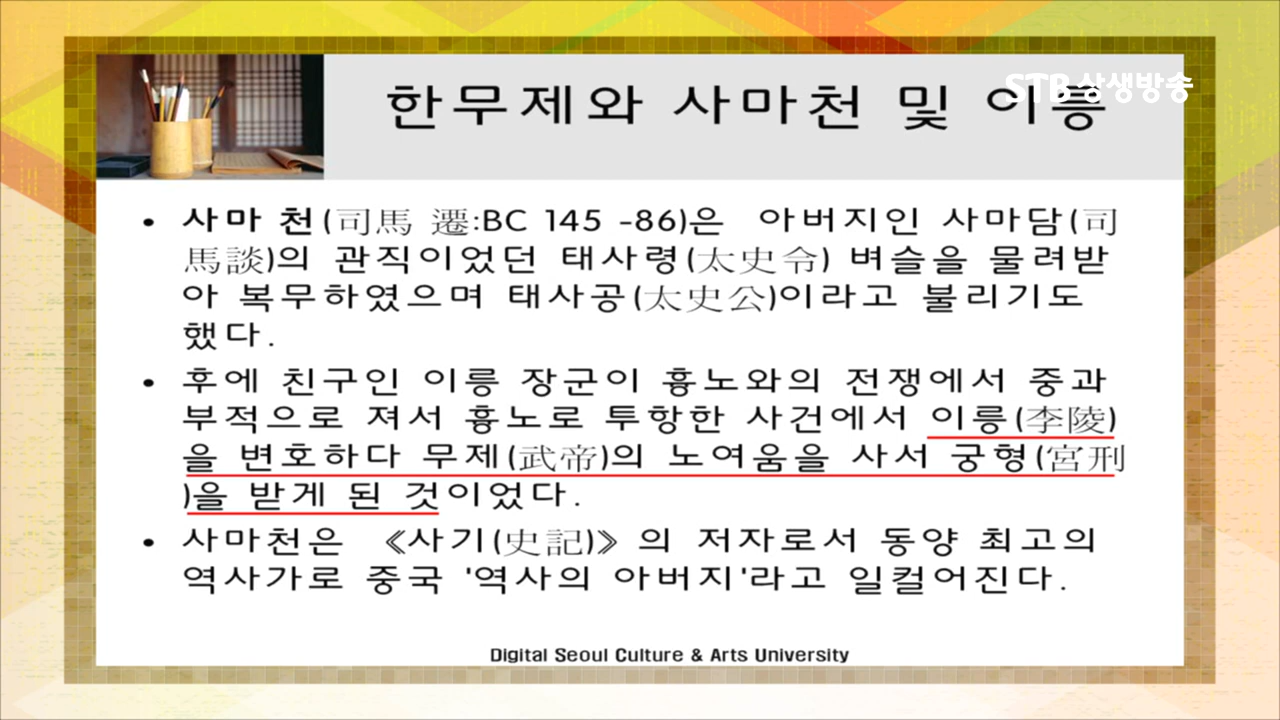 한무제와 사마천 및 이릉
STB 상생방송
• 사마 천(司馬 遷:BC 145 -86)은 아버지인 사마담(司
馬談)의 관직이었던 태사령(太史令) 벼슬을 물려받
아 복무하였으며 태사공(太史公)이라고 불리기도
했다.
• 후에 친구인 이릉 장군이 흉노와의 전쟁에서 중과
부적으로 져서 흉노로 투항한 사건에서 이릉(李陵)
을 변호하다 무제(武帝)의 노여움을 사서 궁형(宮刑
)을 받게 된 것이었다.
• 사마천은 《사기(史記)》의 저자로서 동양 최고의
역사가로 중국 '역사의 아버지'라고 일컬어진다.
Digital Seoul Culture & Arts University